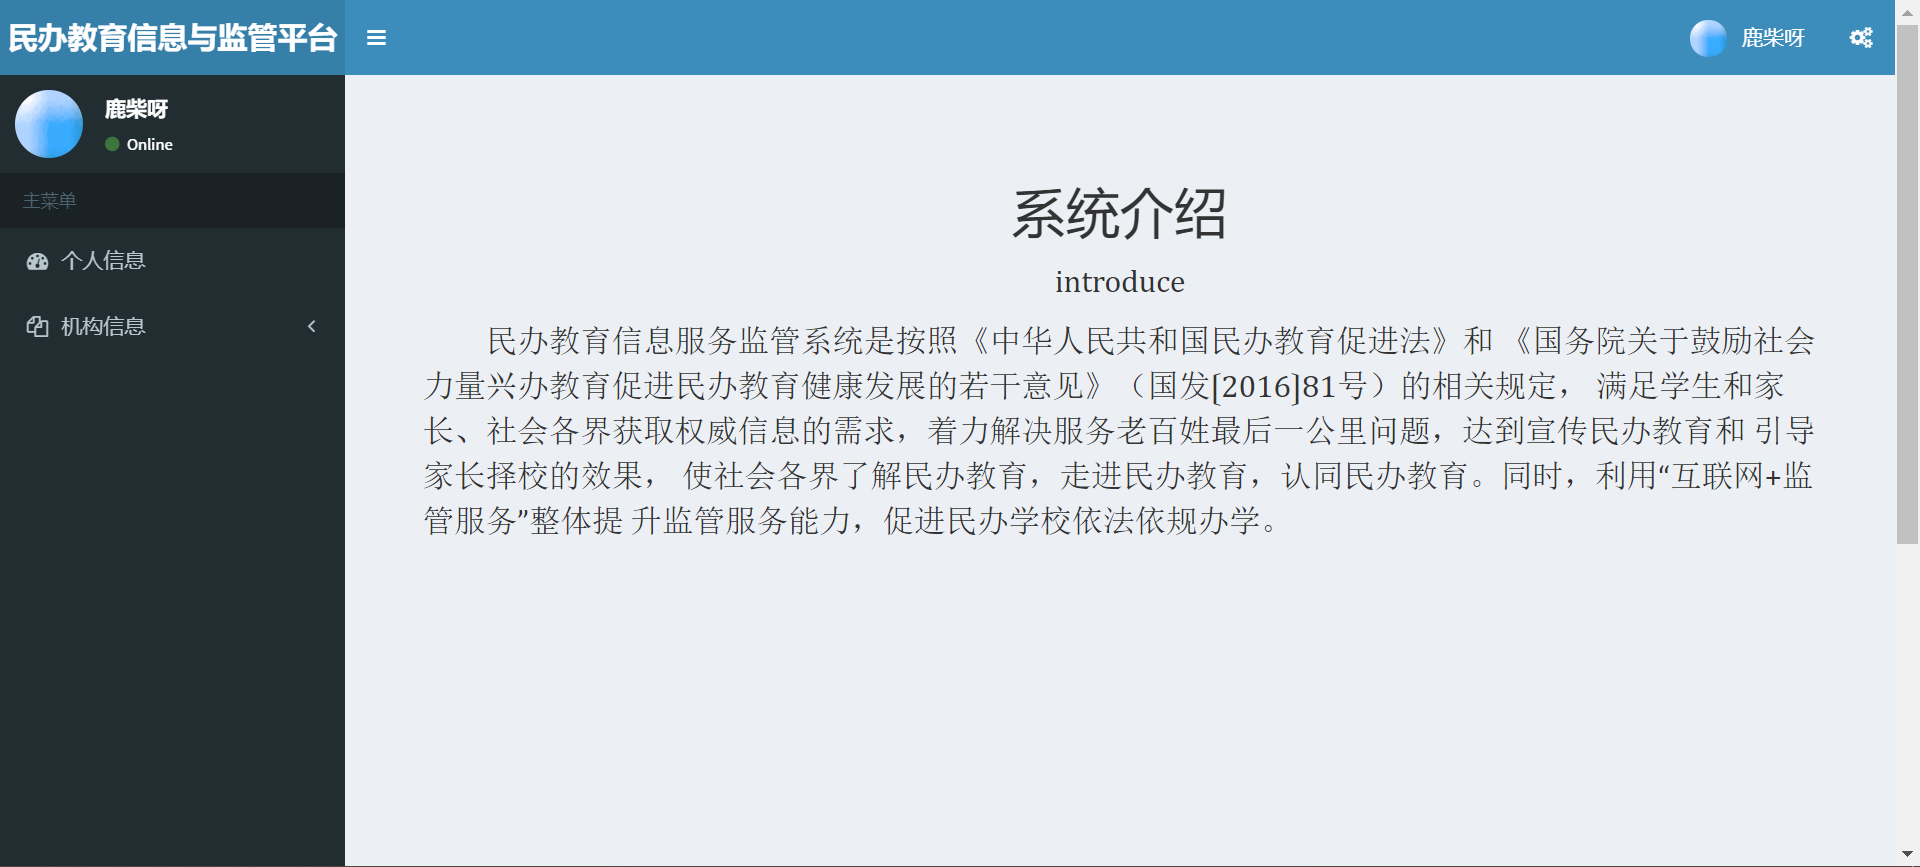 民办教育信息与监管平台
鹿柴呀
鹿柴呀
Online
主菜单
个人信息
机构信息
系统介绍
introduce
民办教育信息服务监管系统是按照《中华人民共和国民办教育促进法》和 《国务院关于鼓励社会
力量兴办教育促进民办教育健康发展的若干意见》（国发[2016]81号）的相关规定， 满足学生和家
长、社会各界获取权威信息的需求，着力解决服务老百姓最后一公里问题，达到宣传民办教育和 引导
家长择校的效果， 使社会各界了解民办教育，走进民办教育，认同民办教育。同时，利用“互联网+监
管服务”整体提 升监管服务能力，促进民办学校依法依规办学。